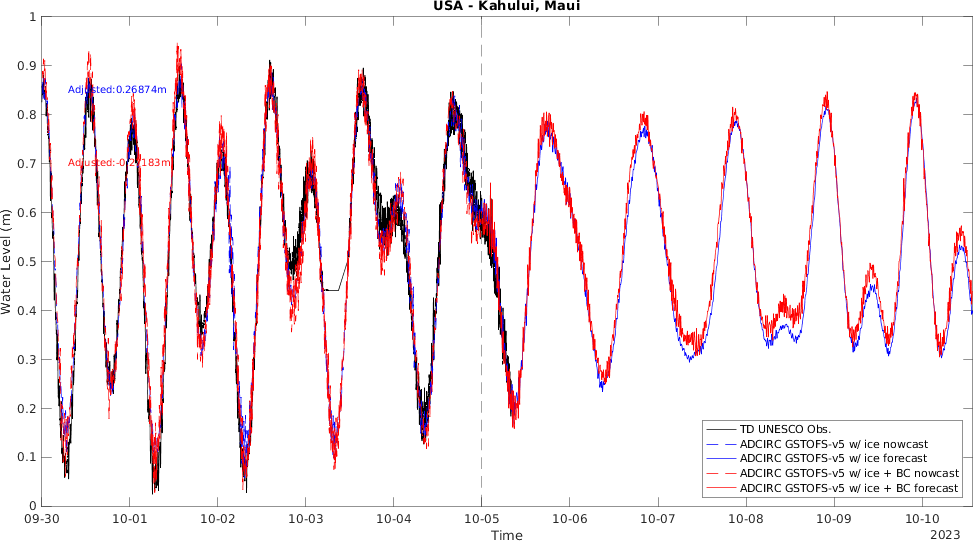 USA - Kahului, Maui
1
0.9
0.8
0.7
0.6
0.5
0.4
0.3
0.2
0.1
0
Water Level (m)
Adjusted:0.26874m
TD UNESCO Obs.
ADCIRC GSTOFS-v5 w/ ice nowcast
ADCIRC GSTOFS-v5 w/ ice forecast
ADCIRC GSTOFS-v5 w/ ice + BC nowcast
ADCIRC GSTOFS-v5 w/ ice + BC forecast
09-30 10-01 10-02 10-03 10-04 10-05 10-06 10-07 10-08 10-09 10-10
2023
Time